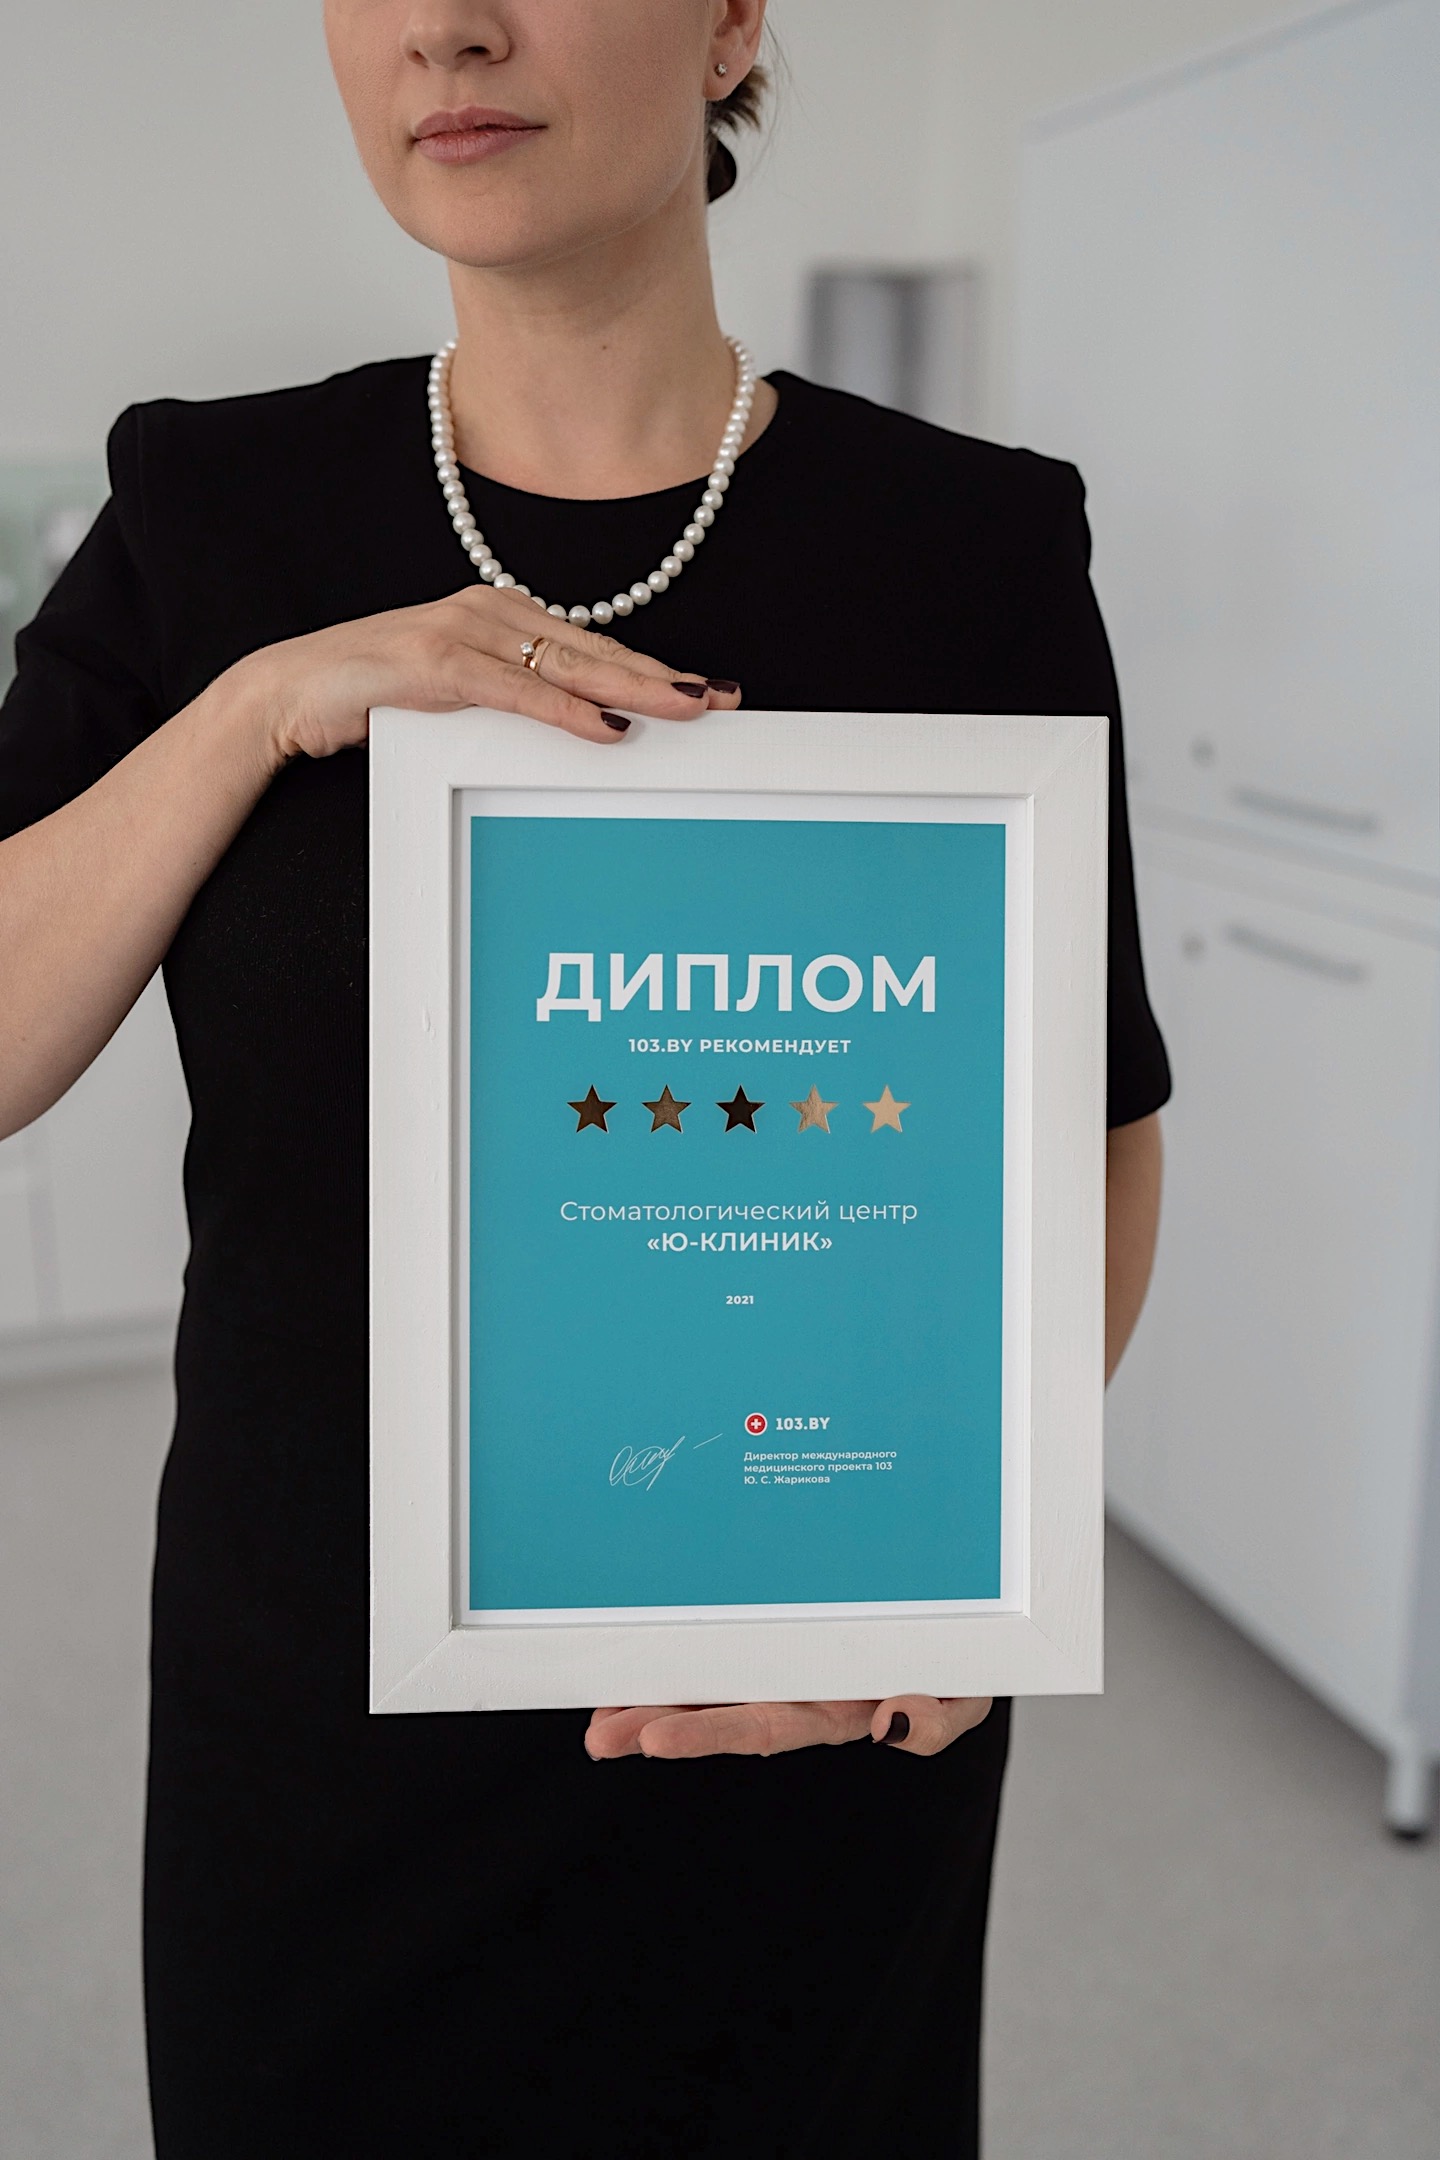 ДИПЛОМ
103.BY РЕКОМЕНДУЕТ
Стоматологический центр
«Ю-КЛИНИК»
2021
103.BY
Директор международного
медицинского проекта 103
Ю. С. Жарикова